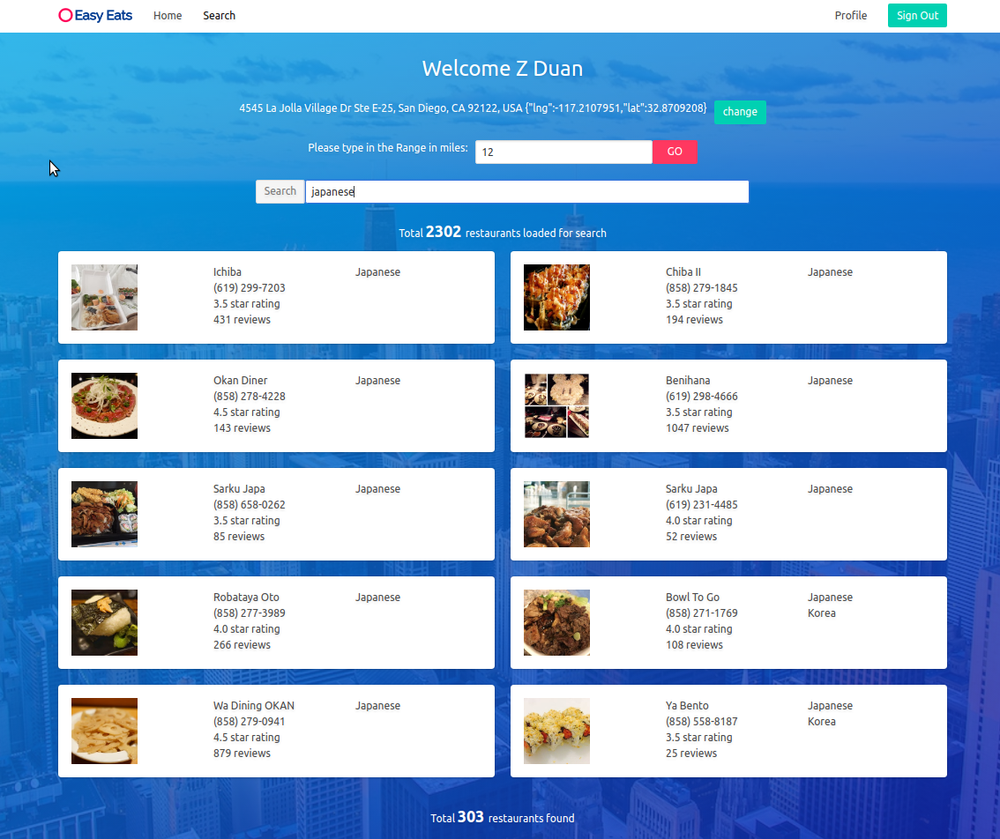 Easy Eats Home Search Profile Sign Out
Welcome Z Duan
4545 La Jolla Village Dr Ste E-25, San Diego, CA 92122, USA {"lng":-117.2107951,"lat":32.8709208} change
Please type in the Range in miles: 12 GO
Search japanese
Total 2302 restaurants loaded for search
Ichiba Japanese
(619) 299-7203
3.5 star rating
431 reviews
Chiba II Japanese
(858) 279-1845
3.5 star rating
194 reviews
Okan Diner Japanese
(858) 278-4228
4.5 star rating
143 reviews
Benihana Japanese
(619) 298-4666
3.5 star rating
1047 reviews
Sarku Japa Japanese
(858) 658-0262
3.5 star rating
85 reviews
Sarku Japa Japanese
(619) 231-4485
4.0 star rating
52 reviews
Robataya Oto Japanese
(858) 277-3989
4.0 star rating
266 reviews
Bowl To Go Japanese
(858) 271-1769 Korea
4.0 star rating
108 reviews
Wa Dining OKAN Japanese
(858) 279-0941
4.5 star rating
879 reviews
Ya Bento Japanese
(858) 558-8187 Korea
3.5 star rating
25 reviews
Total 303 restaurants found